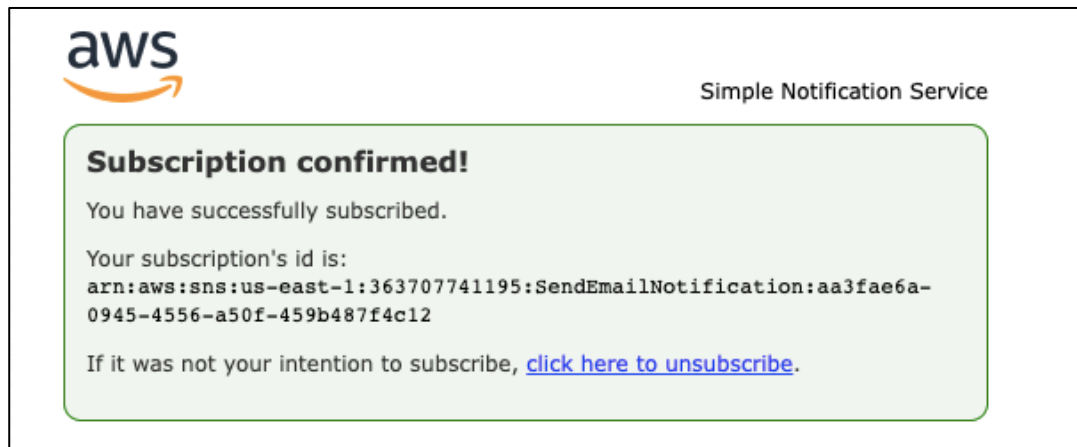 aws
Simple Notification Service
Subscription confirmed!
You have successfully subscribed.
Your subscription's id is:
arn:aws:sns:us-east-1:363707741195:SendEmailNotification:aa3fae6a-
0945-4556-a50f-459b487f4c12
If it was not your intention to subscribe, click here to unsubscribe.